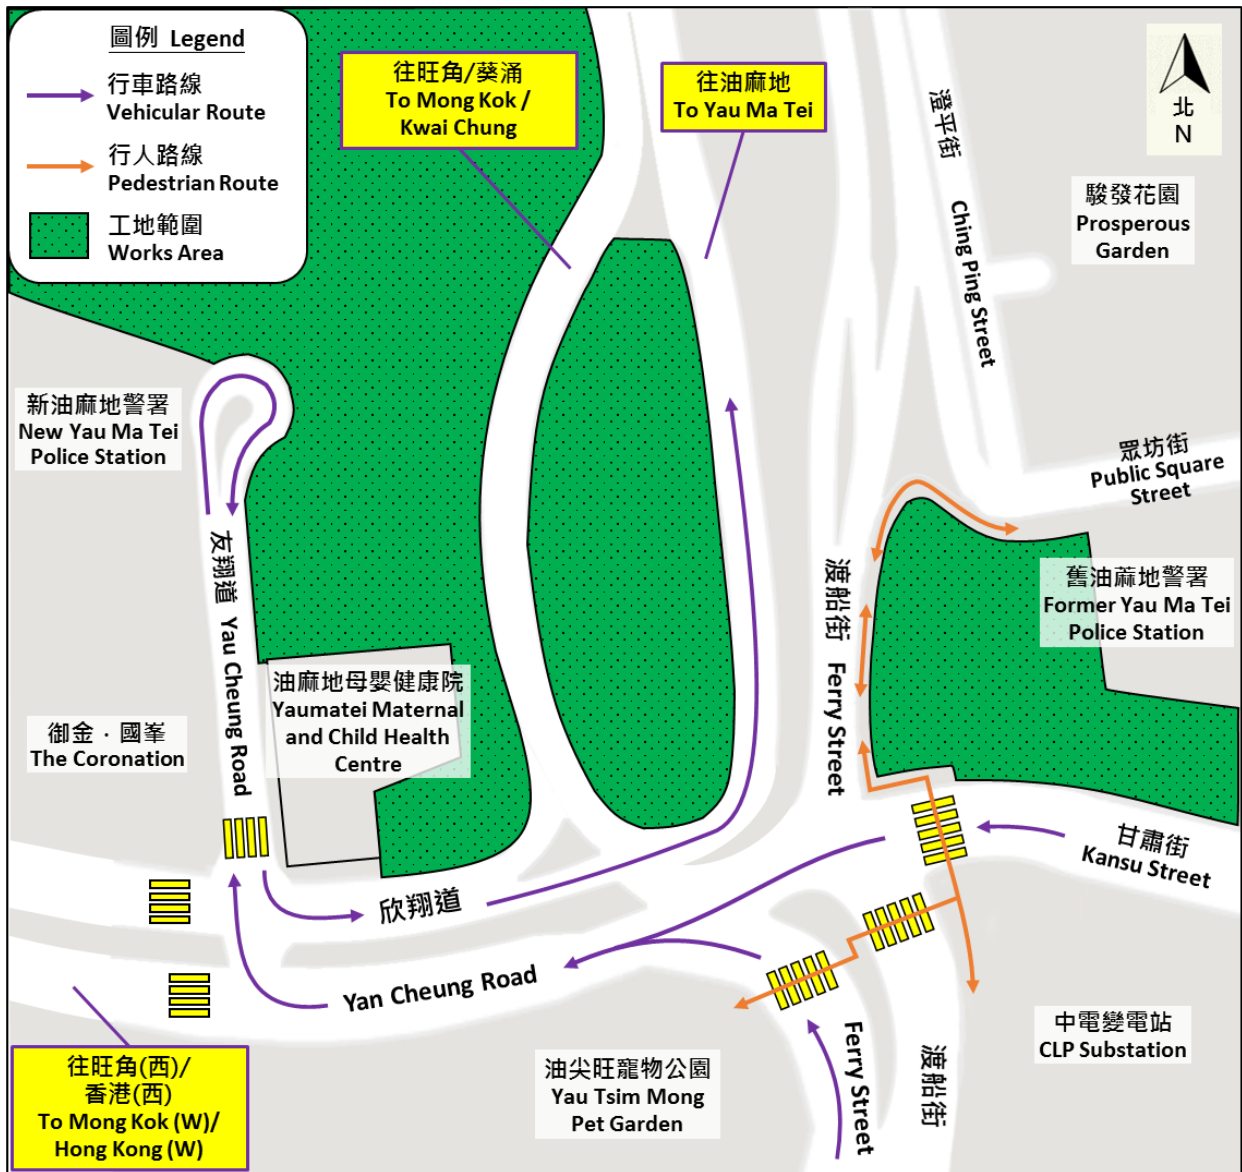 圖例 Legend
行車路線
Vehicular Route
行人路線
Pedestrian Route
工地範圍
Works Area
往旺角/葵涌
To Mong Kok /
Kwai Chung
往油麻地
To Yau Ma Tei
北
N
澄平街 Ching Ping Street
駿發花園
Prosperous
Garden
新油麻地警署
New Yau Ma Tei
Police Station
眾坊街
Public Square
Street
友翔道 Yau Cheung Road
渡船街 Ferry Street
舊油蔴地警署
Former Yau Ma Tei
Police Station
油麻地母嬰健康院
Yaumatei Maternal
and Child Health
Centre
御金．國峯
The Coronation
甘肅街
Kansu Street
欣翔道
Yan Cheung Road
往旺角(西)/
香港(西)
To Mong Kok (W)/
Hong Kong (W)
油尖旺寵物公園
Yau Tsim Mong
Pet Garden
Ferry Street
渡船街
中電變電站
CLP Substation